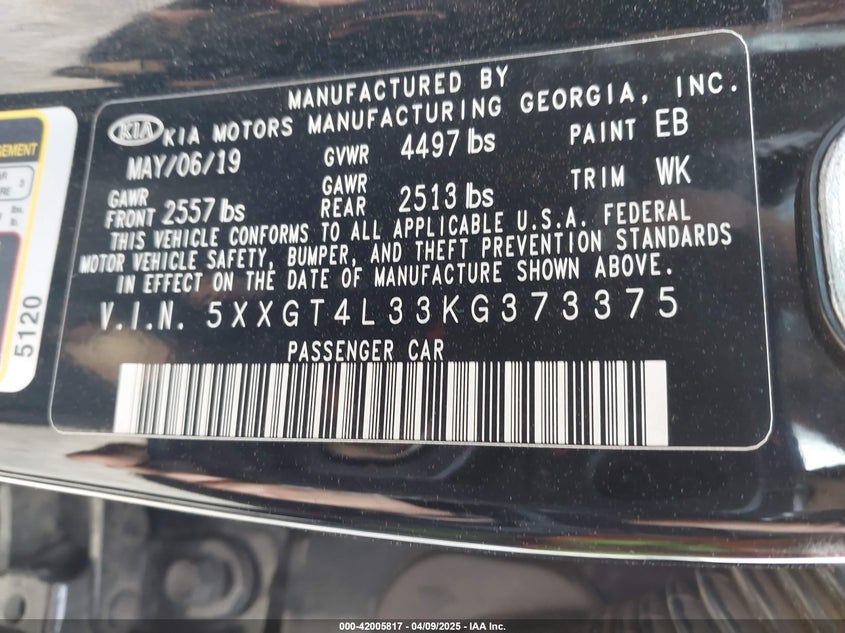 MANUFACTURED BY
KIA KIA MOTORS MANUFACTURING GEORGIA, INC.
MAY/06/19 GVWR 4497 lbs PAINT EB
GAWR FRONT 2557 lbs GAWR REAR 2513 lbs TRIM WK
THIS VEHICLE CONFORMS TO ALL APPLICABLE U.S.A. FEDERAL
MOTOR VEHICLE SAFETY, BUMPER, AND THEFT PREVENTION STANDARDS
IN EFFECT ON THE DATE OF MANUFACTURE SHOWN ABOVE.
V.I.N. 5XXGT4L33KG373375
PASSENGER CAR
5120
000-42005817 - 04/09/2025 - IAA Inc.